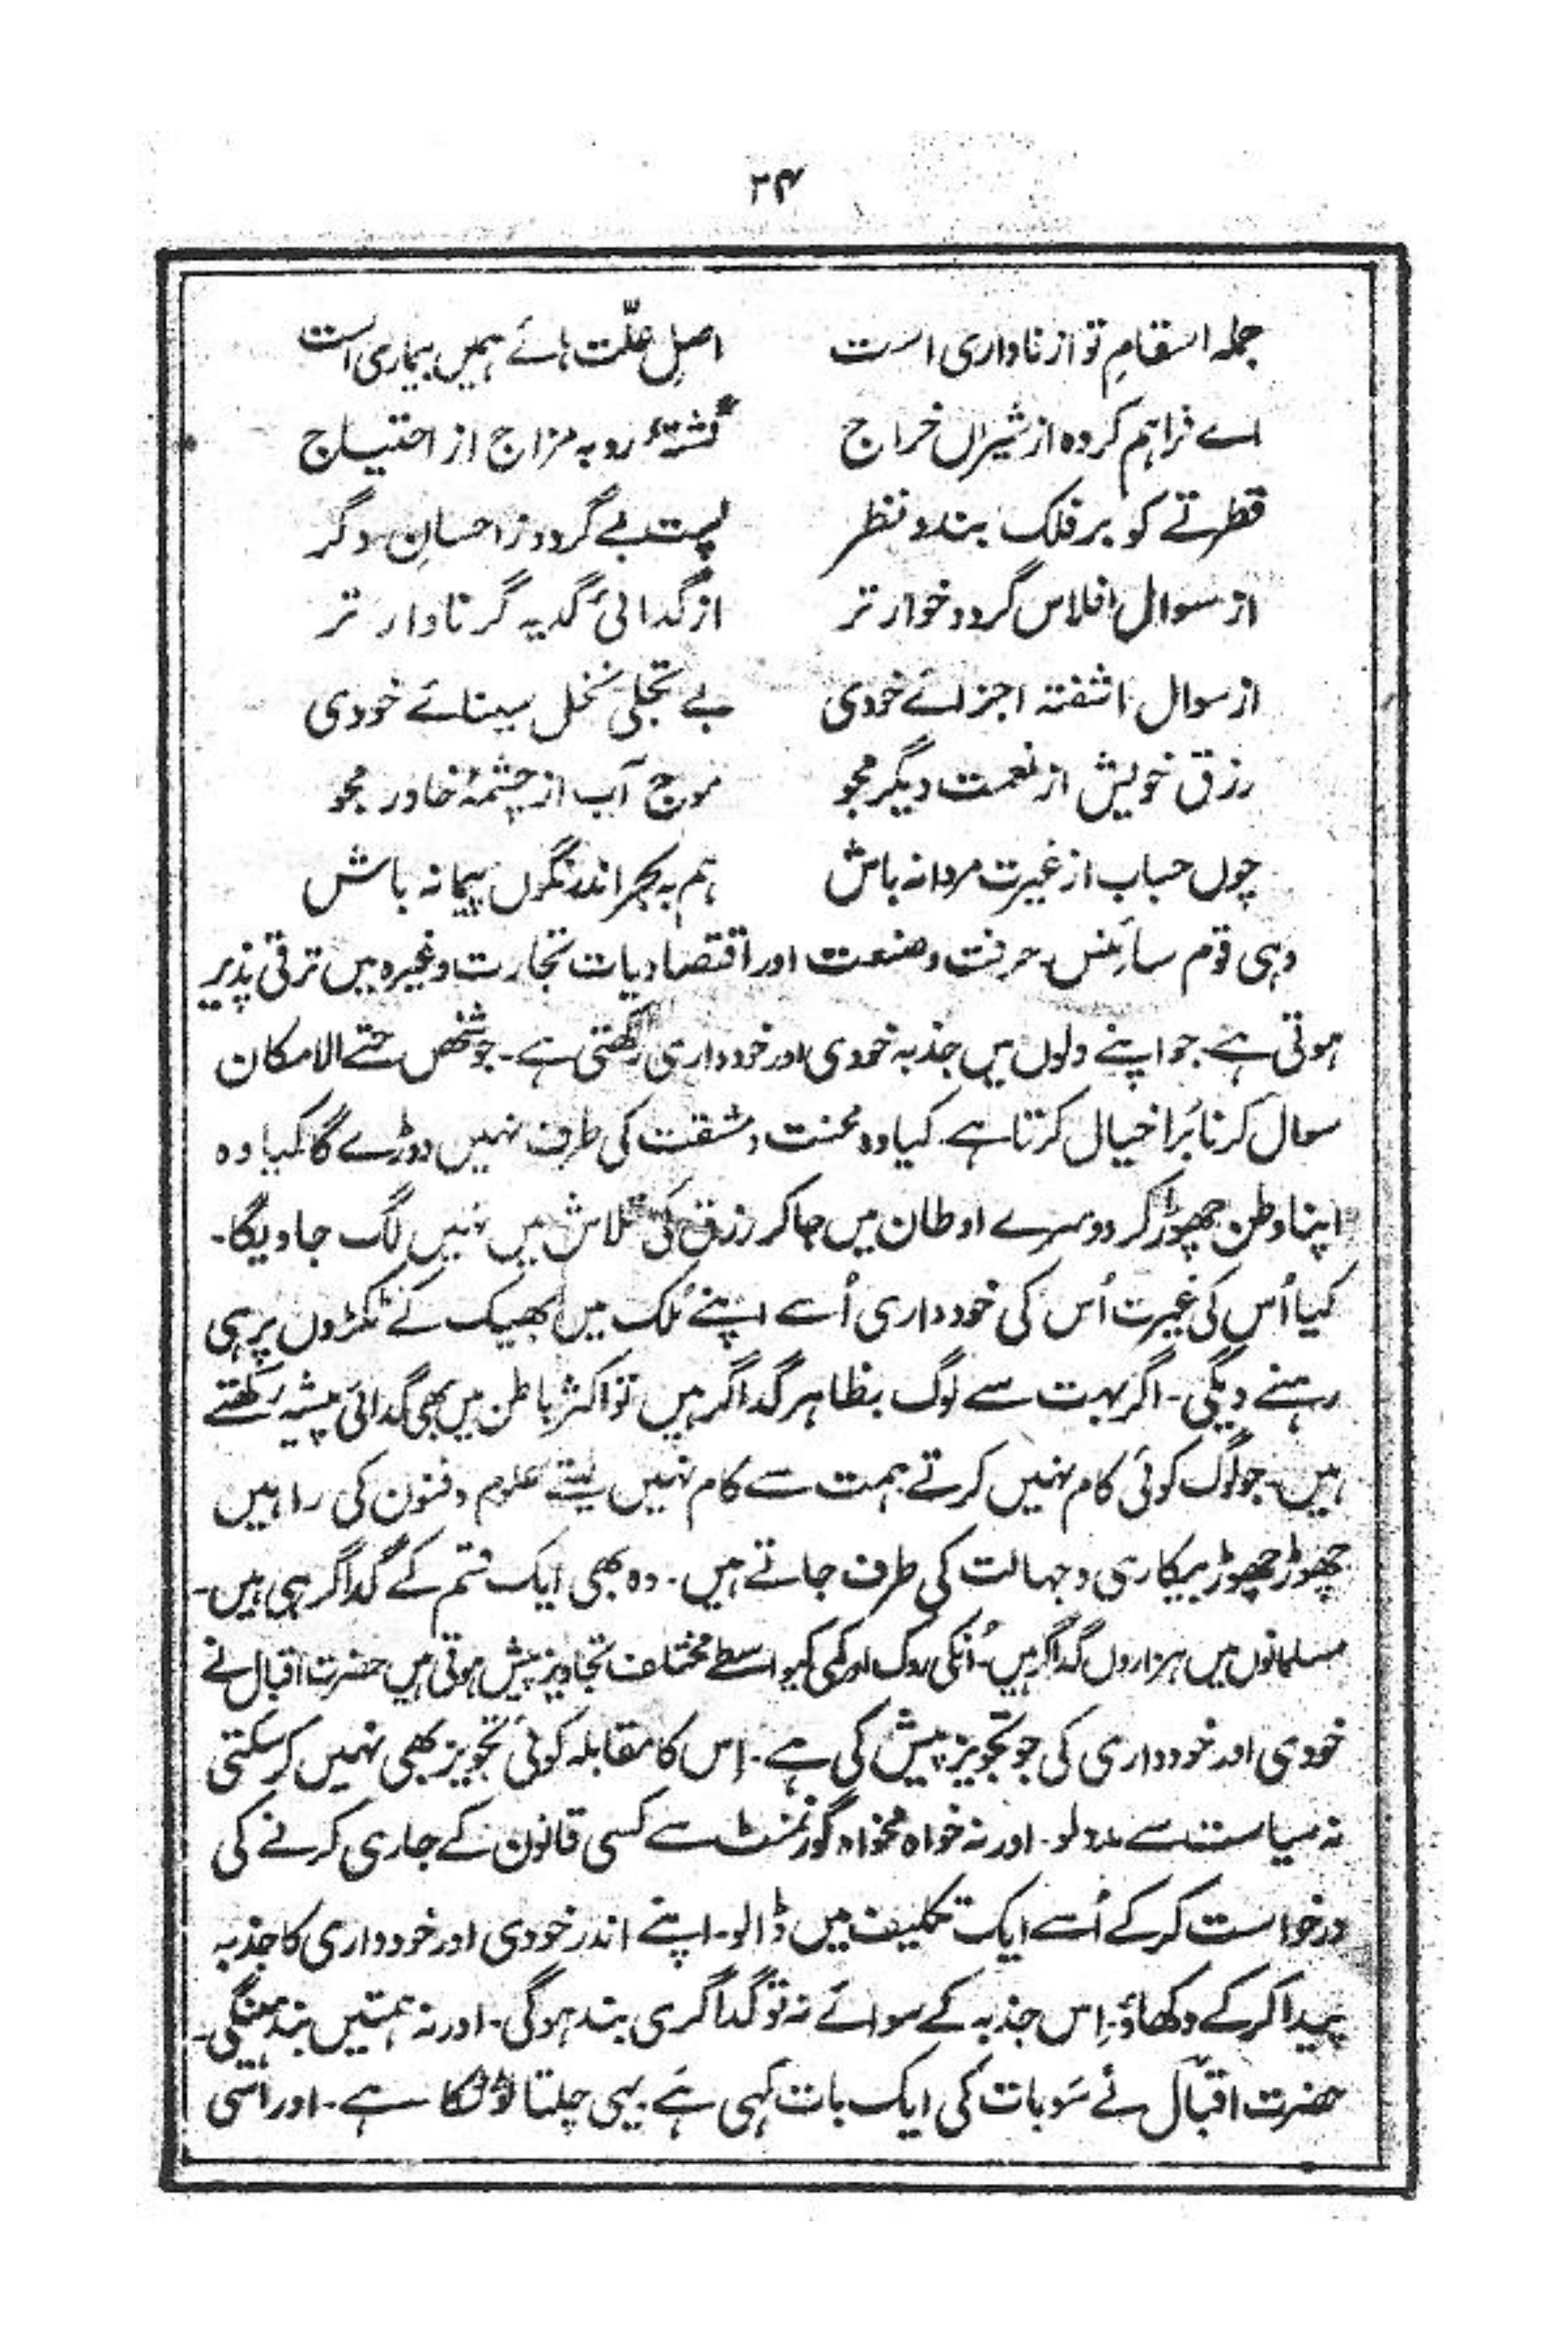 ۲۴
جملہ اسقامِ تو از ناداری است اصلِ علّت ہائے ہمیں بیماری است
اے فراہم کردہ از شیراں خراج گشتۂ روبہ مزاج از احتیاج
قطرتے کو بر فلک بندد نظر پست بے گردد ز احسانِ دگر
از سوال افلاس گردد خوار تر از گدائی گدیہ گر نادار تر
از سوال اشفتہ اجزائے خودی بے تجلی نخل سینائے خودی
رزق خویش از نعمت دیگر مجو موج آب از چشمۂ خاور مجو
چوں حباب از غیرت مردانہ باش ہم بہ بحر اندر نگوں پیمانہ باش
وہی قوم سائنس۔ حرفت و صنعت اور اقتصادیات تجارت وغیرہ میں ترقی پذیر
ہوتی ہے۔ جو اپنے دلوں میں جذبہ خودی اور خودداری رکھتی ہے۔ جو شخص حتے الامکان
سوال کرنا بُرا خیال کرتا ہے کیا وہ محنت و مشقت کی طرف نہیں دوڑے گا کیا وہ
اپنا وطن چھوڑ کر دوسرے اوطان میں جا کر رزق کی تلاش میں نہیں لگ جاویگا۔
کیا اُس کی غیرت اُس کی خودداری اُسے اپنے مُلک میں بھیک کے ٹکڑوں پر ہی
رہنے دیگی۔ اگر بہت سے لوگ بظاہر گداگر ہیں تو اکثر باطن میں بھی گدائی پیشہ رکھتے
ہیں۔ جو لوگ کوئی کام نہیں کرتے ہمت سے کام نہیں لیتے علوم و فنون کی راہیں
چھوڑ چھوڑ بیکاری و جہالت کی طرف جاتے ہیں۔ وہ بھی ایک قسم کے گداگر ہی ہیں۔
مسلمانوں میں ہزاروں گداگر ہیں۔ اُنکی روک اور کمی کیواسطے مختلف تجاویز پیش ہوتی ہیں حضرت اقبال نے
خودی اور خودداری کی جو تجویز پیش کی ہے۔ اِس کا مقابلہ کوئی تجویز بھی نہیں کر سکتی
نہ سیاست سے مدد لو۔ اور نہ خواہ مخواہ گورنمنٹ سے کسی قانون کے جاری کرنے کی
درخواست کر کے اُسے ایک تکلیف میں ڈالو۔ اپنے اندر خودی اور خودداری کا جذبہ
پیدا کر کے دکھاؤ۔ اِس جذبہ کے سوائے نہ تو گداگری بند ہوگی۔ اور نہ ہمتیں بند ہونگی۔
حضرت اقبال نے سَو بات کی ایک بات کہی ہے۔ یہی چلتا ٹوٹکا ہے۔ اور اسی